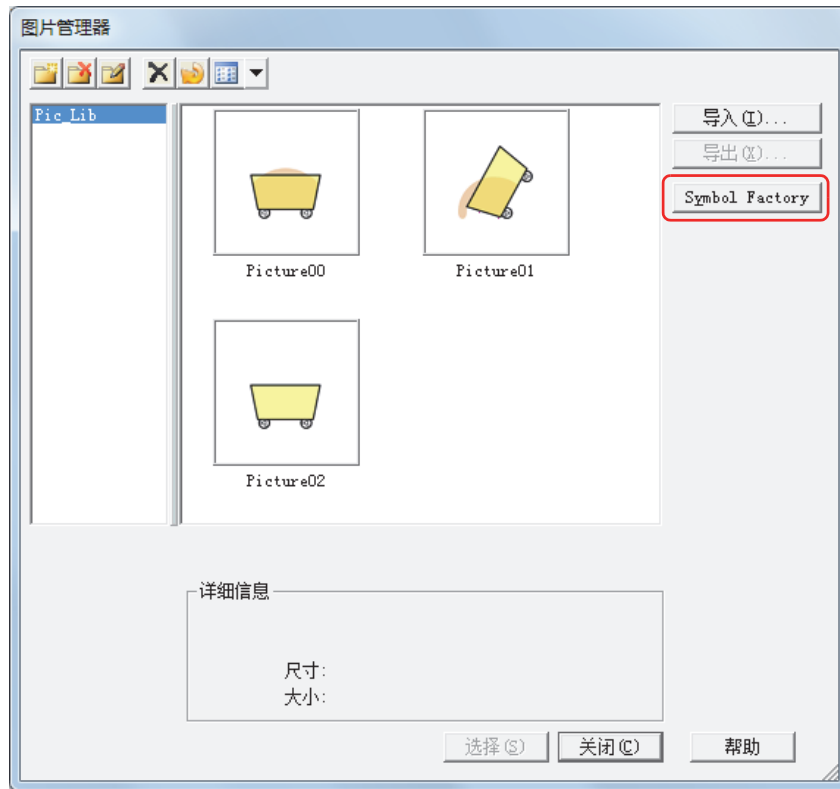 图片管理器
Pic_Lib
导入(I)...
导出(X)...
Symbol Factory
Picture00
Picture01
Picture02
详细信息
尺寸:
大小:
选择(S)
关闭(C)
帮助